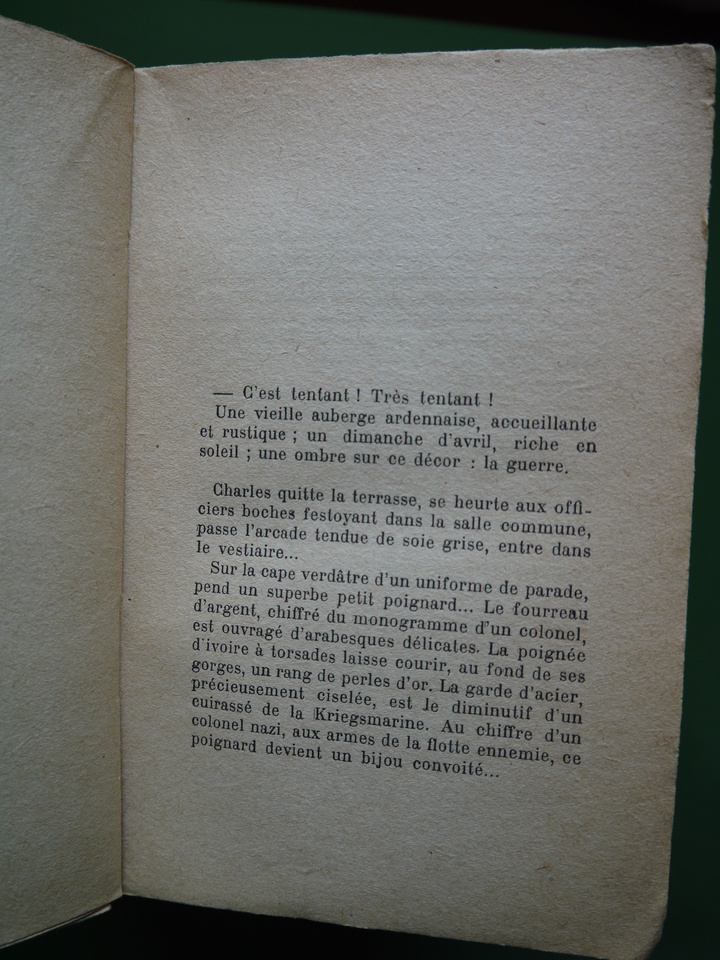 — C'est tentant ! Très tentant !
Une vieille auberge ardennaise, accueillante
et rustique ; un dimanche d'avril, riche en
soleil ; une ombre sur ce décor : la guerre.
Charles quitte la terrasse, se heurte aux offi-
ciers boches festoyant dans la salle commune,
passe l'arcade tendue de soie grise, entre dans
le vestiaire...
Sur la cape verdâtre d'un uniforme de parade,
pend un superbe petit poignard... Le fourreau
d'argent, chiffré du monogramme d'un colonel,
est ouvragé d'arabesques délicates. La poignée
d'ivoire à torsades laisse courir, au fond de ses
gorges, un rang de perles d'or. La garde d'acier,
précieusement ciselée, est le diminutif d'un
cuirassé de la Kriegsmarine. Au chiffre d'un
colonel nazi, aux armes de la flotte ennemie, ce
poignard devient un bijou convoité...